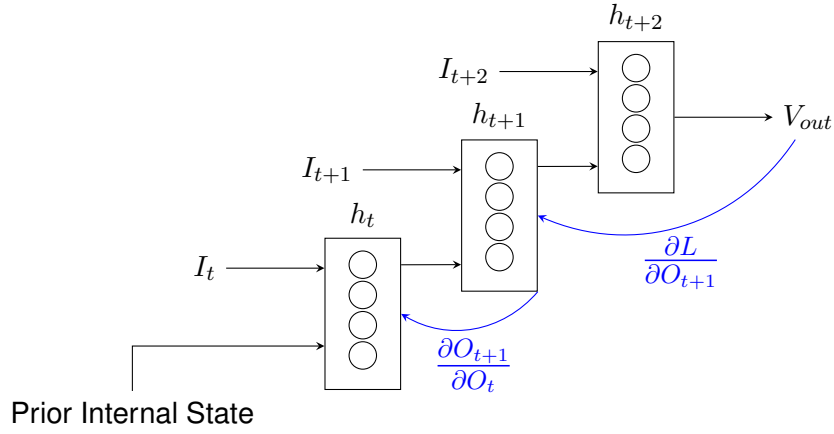 h_{t+2}
I_{t+2}
V_{out}
h_{t+1}
I_{t+1}
h_t
∂L
∂O_{t+1}
I_t
∂O_{t+1}
∂O_t
Prior Internal State